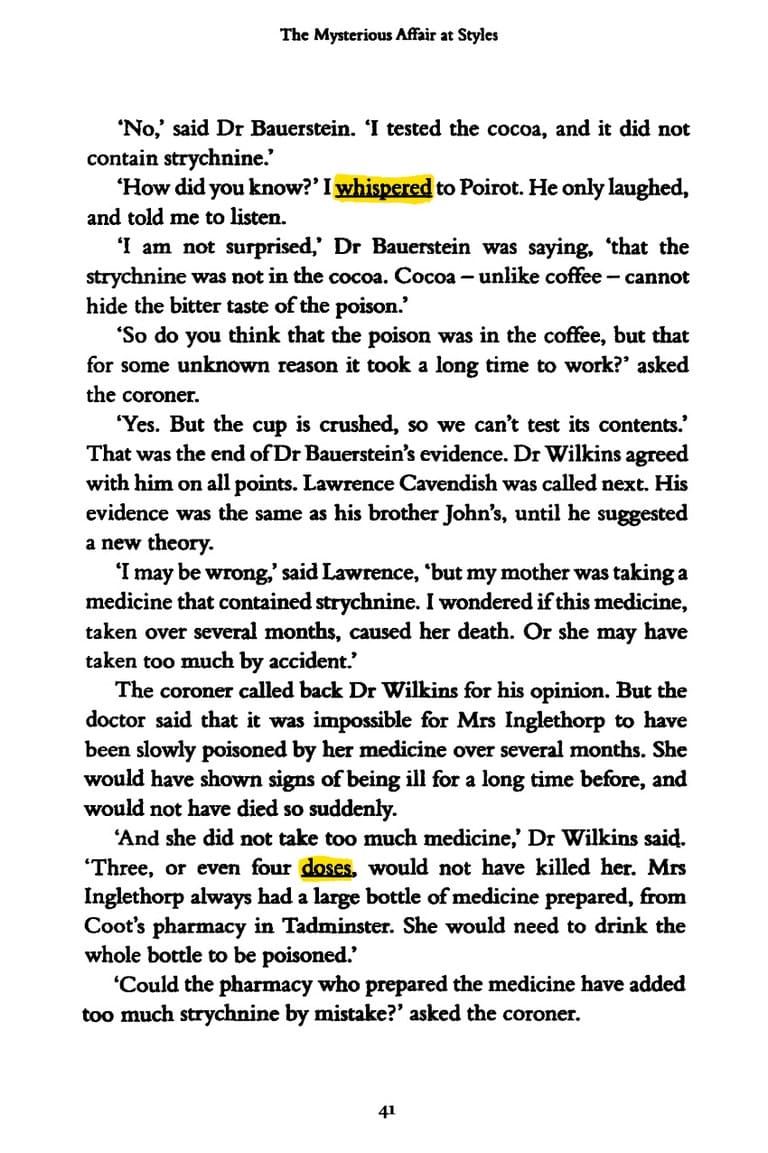 The Mysterious Affair at Styles
‘No,’ said Dr Bauerstein. ‘I tested the cocoa, and it did not
contain strychnine.’
‘How did you know?’ I whispered to Poirot. He only laughed,
and told me to listen.
‘I am not surprised,’ Dr Bauerstein was saying, ‘that the
strychnine was not in the cocoa. Cocoa – unlike coffee – cannot
hide the bitter taste of the poison.’
‘So do you think that the poison was in the coffee, but that
for some unknown reason it took a long time to work?’ asked
the coroner.
‘Yes. But the cup is crushed, so we can’t test its contents.’
That was the end of Dr Bauerstein’s evidence. Dr Wilkins agreed
with him on all points. Lawrence Cavendish was called next. His
evidence was the same as his brother John’s, until he suggested
a new theory.
‘I may be wrong,’ said Lawrence, ‘but my mother was taking a
medicine that contained strychnine. I wondered if this medicine,
taken over several months, caused her death. Or she may have
taken too much by accident.’
The coroner called back Dr Wilkins for his opinion. But the
doctor said that it was impossible for Mrs Inglethorp to have
been slowly poisoned by her medicine over several months. She
would have shown signs of being ill for a long time before, and
would not have died so suddenly.
‘And she did not take too much medicine,’ Dr Wilkins said.
‘Three, or even four doses, would not have killed her. Mrs
Inglethorp always had a large bottle of medicine prepared, from
Coot’s pharmacy in Tadminster. She would need to drink the
whole bottle to be poisoned.’
‘Could the pharmacy who prepared the medicine have added
too much strychnine by mistake?’ asked the coroner.
41